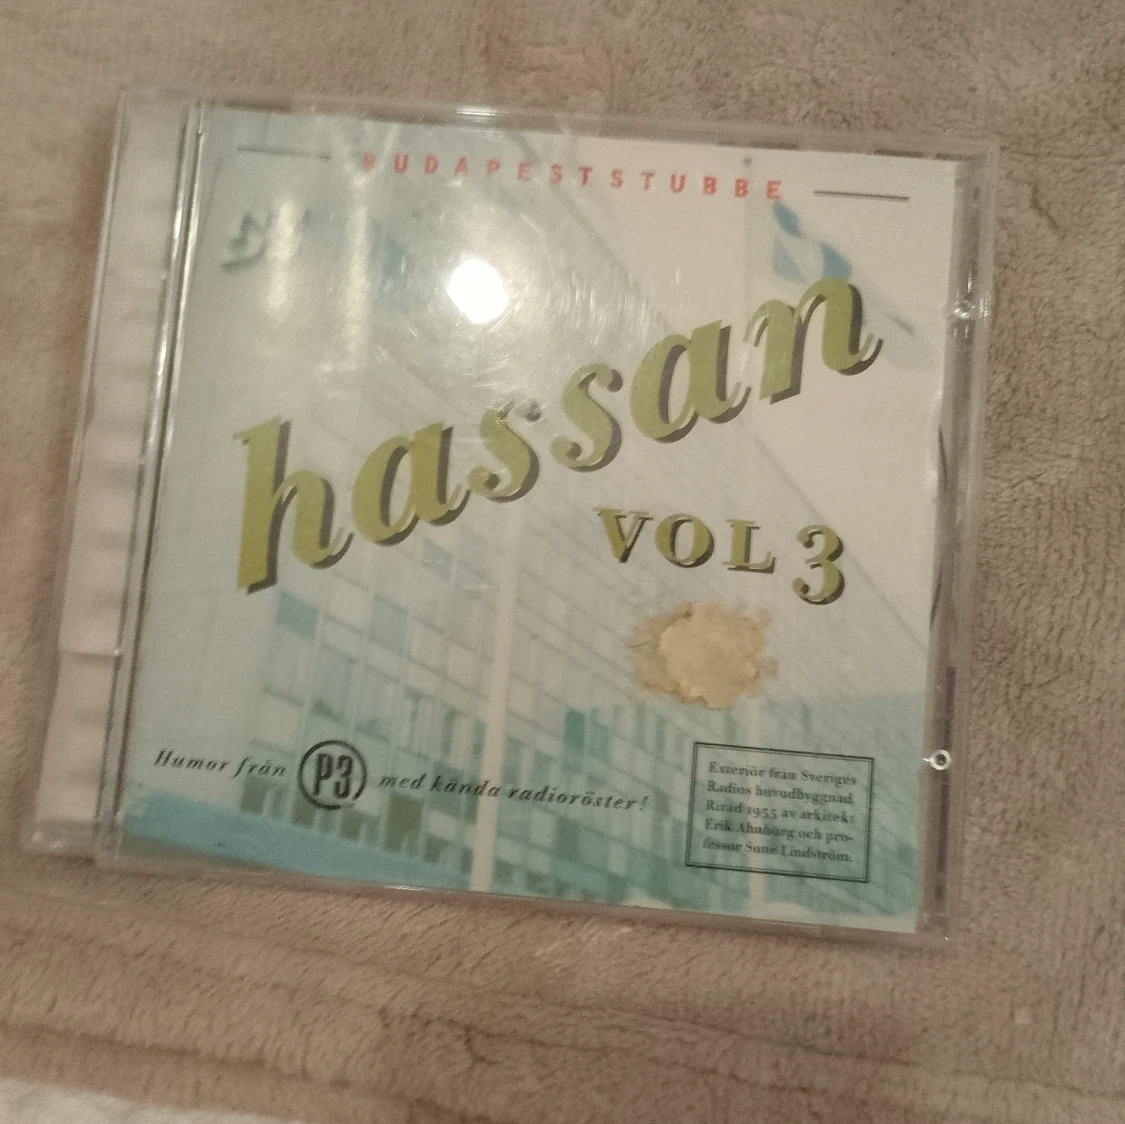 BUDAPESTSTUBBE
hassan
VOL 3
Humor från P3 med kända radioröster!
Exteriör från Sveriges
Radios huvudbyggnad.
Ritad 1955 av arkitekt
Erik Ahnborg och pro-
fessor Sune Lindström.